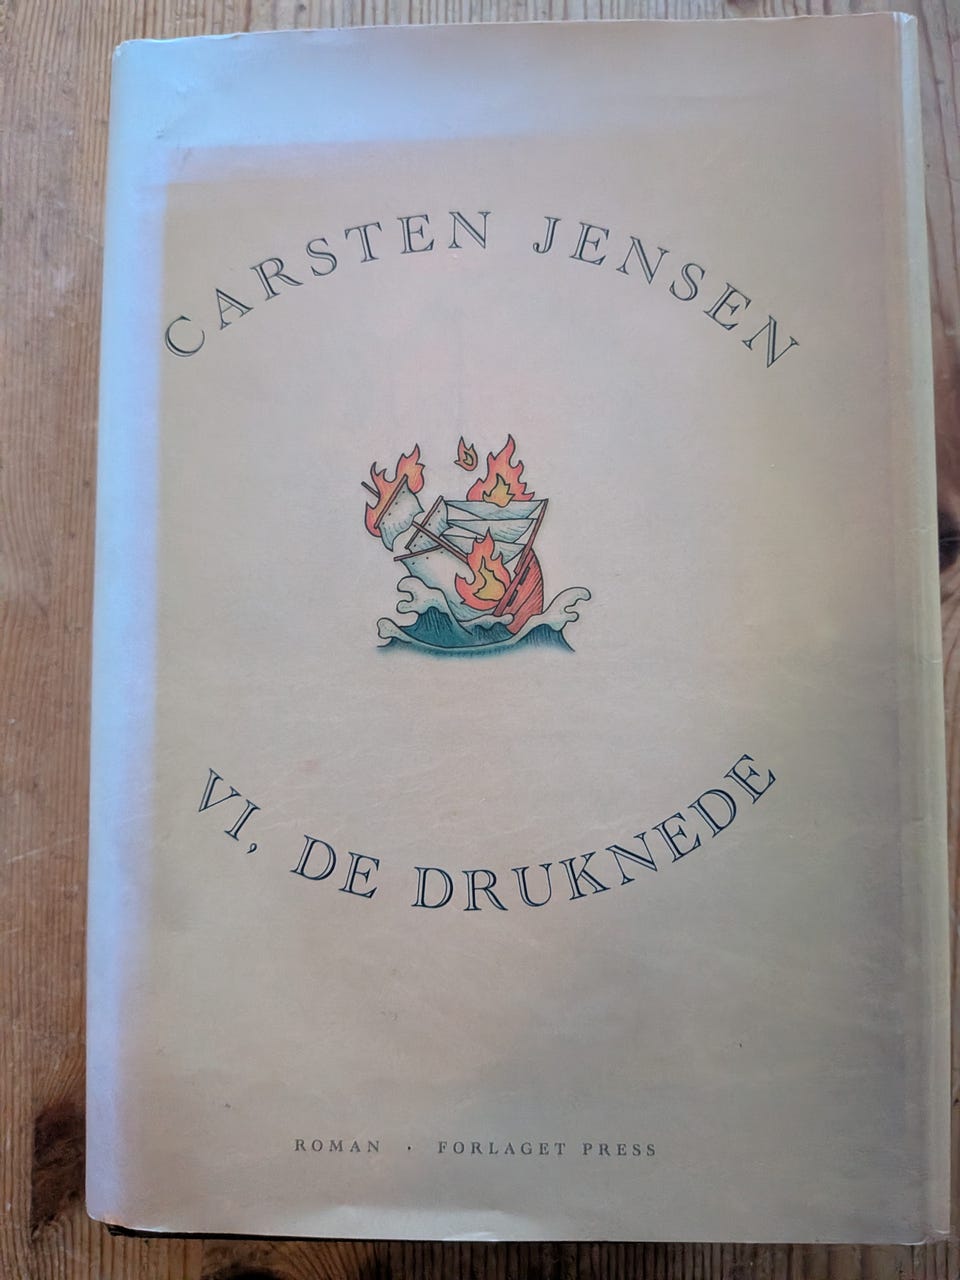 CARSTEN JENSEN
VI, DE DRUKNEDE
ROMAN · FORLAGET PRESS